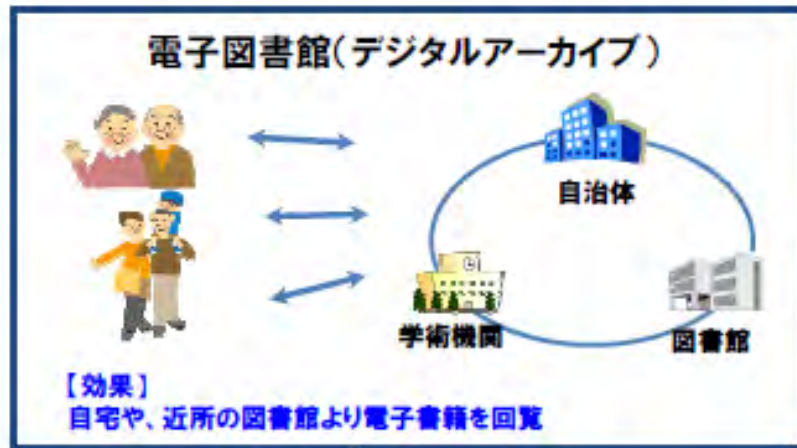 電子図書館(デジタルアーカイブ)
自治体
学術機関
図書館
【効果】
自宅や、近所の図書館より電子書籍を回覧